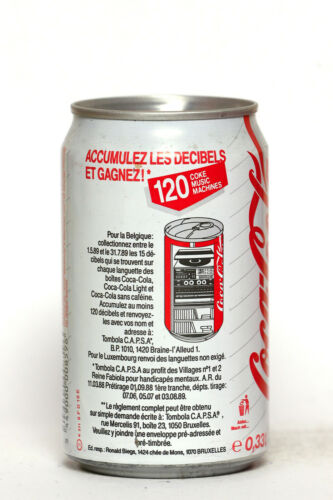 ACCUMULEZ LES DECIBELS
ET GAGNEZ!*
120 COKE
MUSIC
MACHINES
Pour la Belgique:
collectionnez entre le
1.5.89 et le 31.7.89 les 15 dé-
cibels qui se trouvent sur
chaque languette des
boîtes Coca-Cola,
Coca-Cola Light et
Coca-Cola sans caféine.
Accumulez au moins
120 décibels et renvoyez-
les avec vos nom et
adresse à:
Tombola C.A.P.S.A*,
B.P. 1010, 1420 Braine-l'Alleud 1.
Pour le Luxembourg renvoi des languettes non exigé.
*Tombola C.A.P.S.A au profit des Villages nº1 et 2
Reine Fabiola pour handicapés mentaux. A.R. du
11.03.88 Périmage 01.09.88 1ère tranche, dépts. tirage:
07.06, 05.07 et 03.08.89.
** Le règlement complet peut être obtenu
sur simple demande écrite à: Tombola C.A.P.S.A®,
rue Mercelis 91, boîte 23, 1050 Bruxelles.
Veuillez y joindre une enveloppe pré-adressée et
pré-timbrée.
Ed. resp.: Ronald Biegs, 1424 chée de Mons, 1070 BRUXELLES
Coca-Cola
Coca-Cola
e 0,33